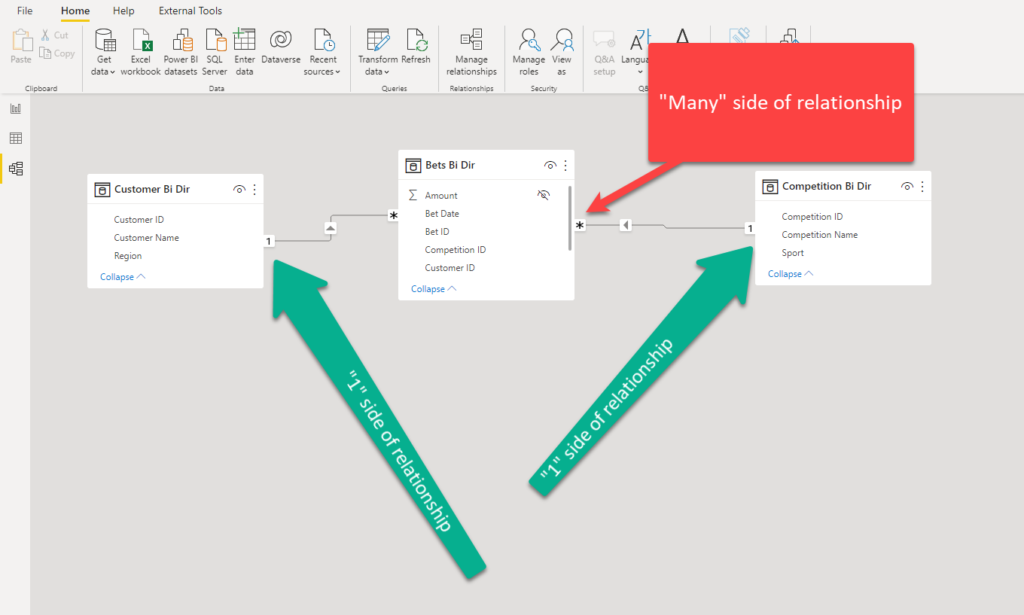 File Home Help External Tools
Paste
Cut
Copy
Clipboard
Get data
Excel workbook
Power BI datasets
SQL Server
Enter data
Dataverse
Recent sources
Data
Transform data
Refresh
Queries
Manage relationships
Relationships
Manage roles
View as
Security
Q&A setup
"Many" side of relationship
Customer Bi Dir
Customer ID
Customer Name
Region
Collapse
1
*
Bets Bi Dir
Σ Amount
Bet Date
Bet ID
Competition ID
Customer ID
Collapse
*
1
Competition Bi Dir
Competition ID
Competition Name
Sport
Collapse
"1" side of relationship
"1" side of relationship